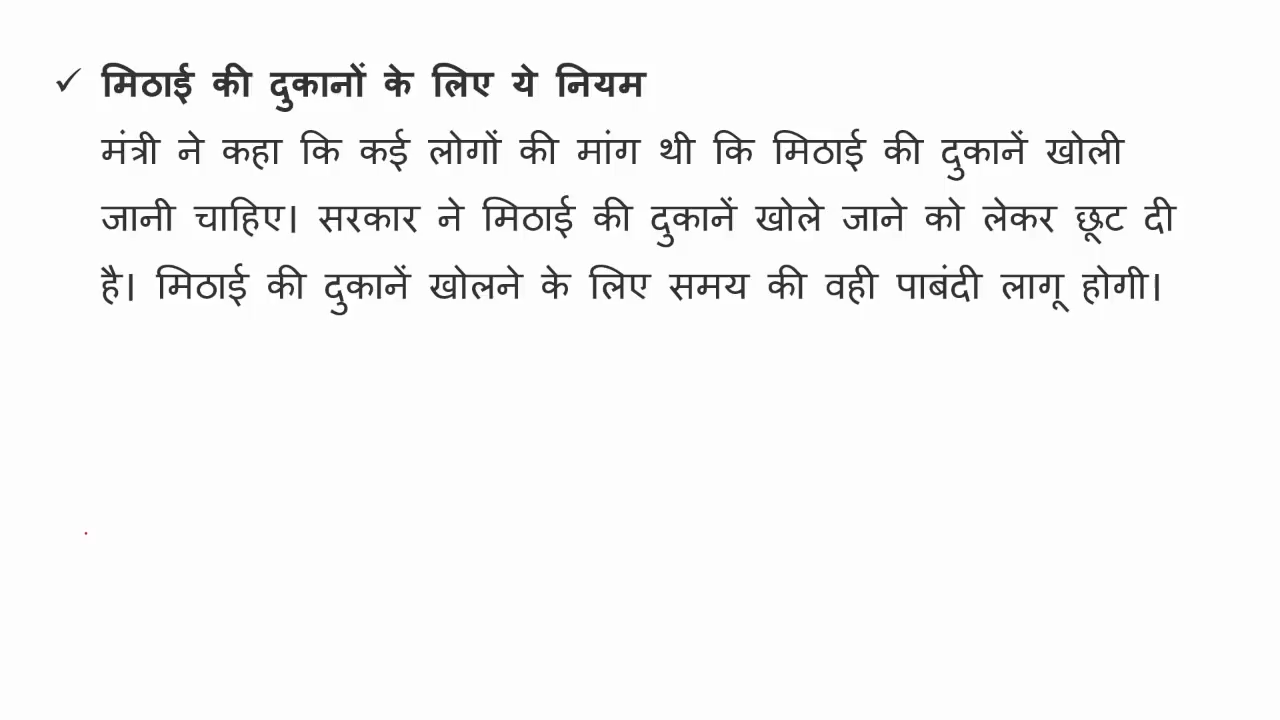 ✓ मिठाई की दुकानों के लिए ये नियम
मंत्री ने कहा कि कई लोगों की मांग थी कि मिठाई की दुकानें खोली
जानी चाहिए। सरकार ने मिठाई की दुकानें खोले जाने को लेकर छूट दी
है। मिठाई की दुकानें खोलने के लिए समय की वही पाबंदी लागू होगी।